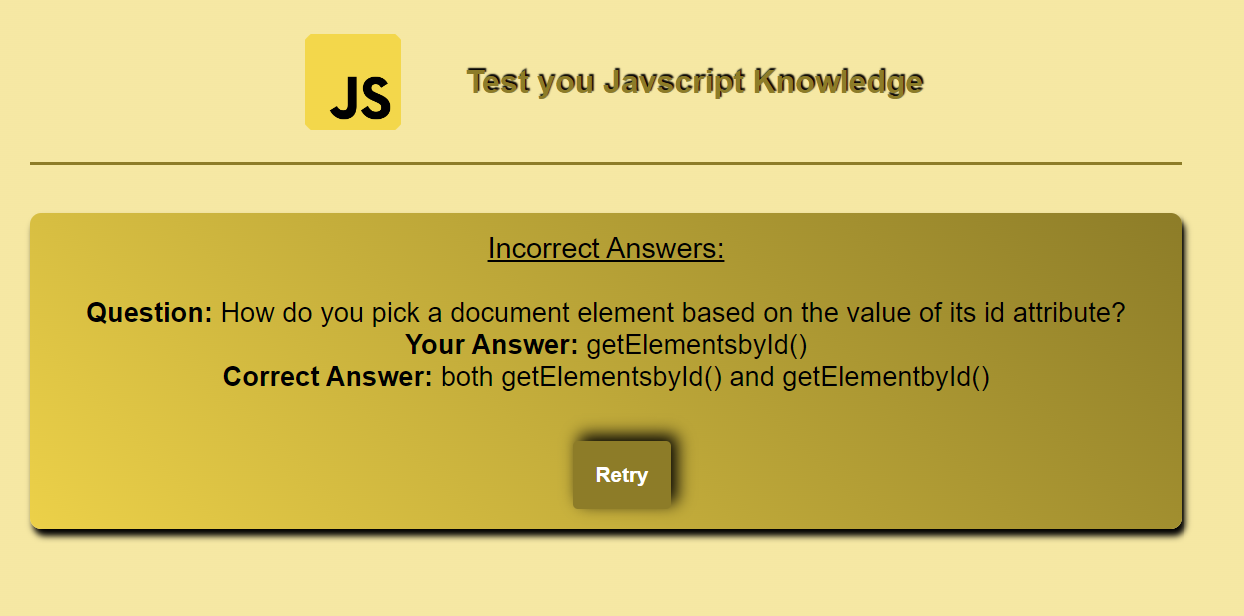 JS
Test you Javscript Knowledge
Incorrect Answers:
Question: How do you pick a document element based on the value of its id attribute?
Your Answer: getElementsbyId()
Correct Answer: both getElementsbyId() and getElementbyId()
Retry